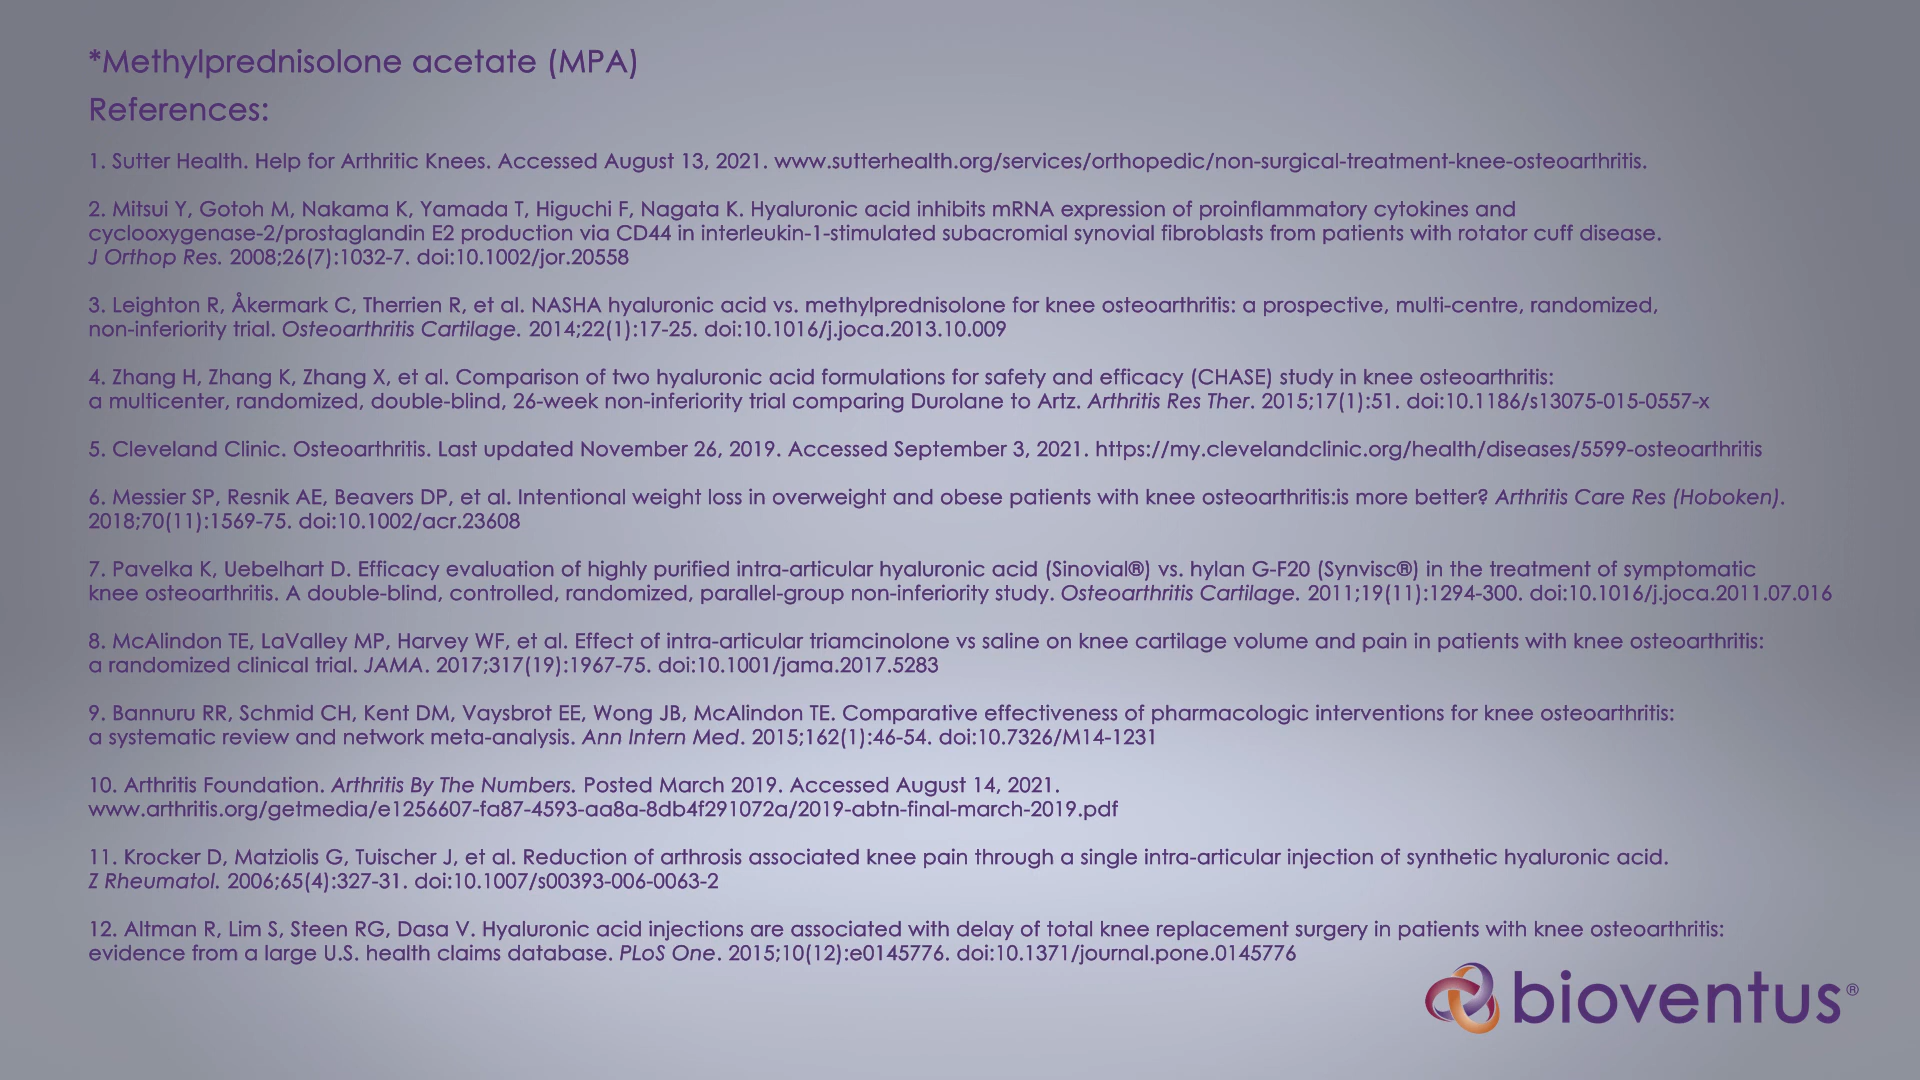 *Methylprednisolone acetate (MPA)
References:
1. Sutter Health. Help for Arthritic Knees. Accessed August 13, 2021. www.sutterhealth.org/services/orthopedic/non-surgical-treatment-knee-osteoarthritis.
2. Mitsui Y, Gotoh M, Nakama K, Yamada T, Higuchi F, Nagata K. Hyaluronic acid inhibits mRNA expression of proinflammatory cytokines and
cyclooxygenase-2/prostaglandin E2 production via CD44 in interleukin-1-stimulated subacromial synovial fibroblasts from patients with rotator cuff disease.
J Orthop Res. 2008;26(7):1032-7. doi:10.1002/jor.20558
3. Leighton R, Åkermark C, Therrien R, et al. NASHA hyaluronic acid vs. methylprednisolone for knee osteoarthritis: a prospective, multi-centre, randomized,
non-inferiority trial. Osteoarthritis Cartilage. 2014;22(1):17-25. doi:10.1016/j.joca.2013.10.009
4. Zhang H, Zhang K, Zhang X, et al. Comparison of two hyaluronic acid formulations for safety and efficacy (CHASE) study in knee osteoarthritis:
a multicenter, randomized, double-blind, 26-week non-inferiority trial comparing Durolane to Artz. Arthritis Res Ther. 2015;17(1):51. doi:10.1186/s13075-015-0557-x
5. Cleveland Clinic. Osteoarthritis. Last updated November 26, 2019. Accessed September 3, 2021. https://my.clevelandclinic.org/health/diseases/5599-osteoarthritis
6. Messier SP, Resnik AE, Beavers DP, et al. Intentional weight loss in overweight and obese patients with knee osteoarthritis:is more better? Arthritis Care Res (Hoboken).
2018;70(11):1569-75. doi:10.1002/acr.23608
7. Pavelka K, Uebelhart D. Efficacy evaluation of highly purified intra-articular hyaluronic acid (Sinovial®) vs. hylan G-F20 (Synvisc®) in the treatment of symptomatic
knee osteoarthritis. A double-blind, controlled, randomized, parallel-group non-inferiority study. Osteoarthritis Cartilage. 2011;19(11):1294-300. doi:10.1016/j.joca.2011.07.016
8. McAlindon TE, LaValley MP, Harvey WF, et al. Effect of intra-articular triamcinolone vs saline on knee cartilage volume and pain in patients with knee osteoarthritis:
a randomized clinical trial. JAMA. 2017;317(19):1967-75. doi:10.1001/jama.2017.5283
9. Bannuru RR, Schmid CH, Kent DM, Vaysbrot EE, Wong JB, McAlindon TE. Comparative effectiveness of pharmacologic interventions for knee osteoarthritis:
a systematic review and network meta-analysis. Ann Intern Med. 2015;162(1):46-54. doi:10.7326/M14-1231
10. Arthritis Foundation. Arthritis By The Numbers. Posted March 2019. Accessed August 14, 2021.
www.arthritis.org/getmedia/e1256607-fa87-4593-aa8a-8db4f291072a/2019-abtn-final-march-2019.pdf
11. Krocker D, Matziolis G, Tuischer J, et al. Reduction of arthrosis associated knee pain through a single intra-articular injection of synthetic hyaluronic acid.
Z Rheumatol. 2006;65(4):327-31. doi:10.1007/s00393-006-0063-2
12. Altman R, Lim S, Steen RG, Dasa V. Hyaluronic acid injections are associated with delay of total knee replacement surgery in patients with knee osteoarthritis:
evidence from a large U.S. health claims database. PLoS One. 2015;10(12):e0145776. doi:10.1371/journal.pone.0145776
bioventus®